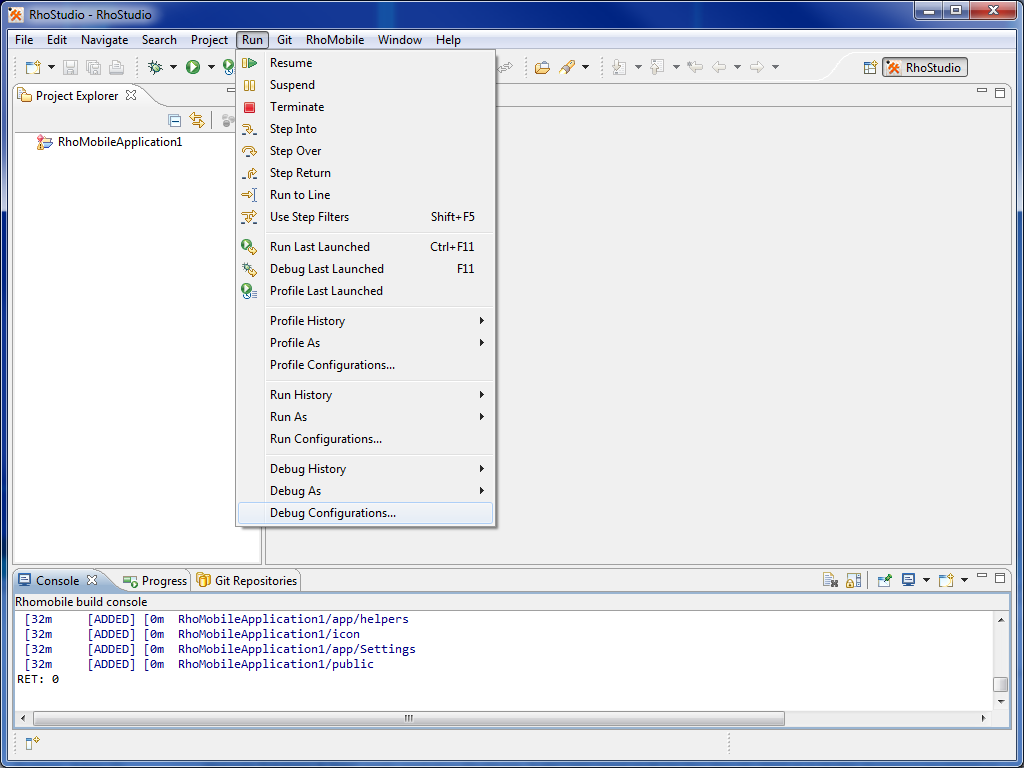 RhoStudio - RhoStudio
File Edit Navigate Search Project Run Git RhoMobile Window Help
RhoStudio
Project Explorer
RhoMobileApplication1
Resume
Suspend
Terminate
Step Into
Step Over
Step Return
Run to Line
Use Step Filters Shift+F5
Run Last Launched Ctrl+F11
Debug Last Launched F11
Profile Last Launched
Profile History
Profile As
Profile Configurations...
Run History
Run As
Run Configurations...
Debug History
Debug As
Debug Configurations...
Console Progress Git Repositories
Rhomobile build console
[32m [ADDED] [0m RhoMobileApplication1/app/helpers
[32m [ADDED] [0m RhoMobileApplication1/icon
[32m [ADDED] [0m RhoMobileApplication1/app/Settings
[32m [ADDED] [0m RhoMobileApplication1/public
RET: 0